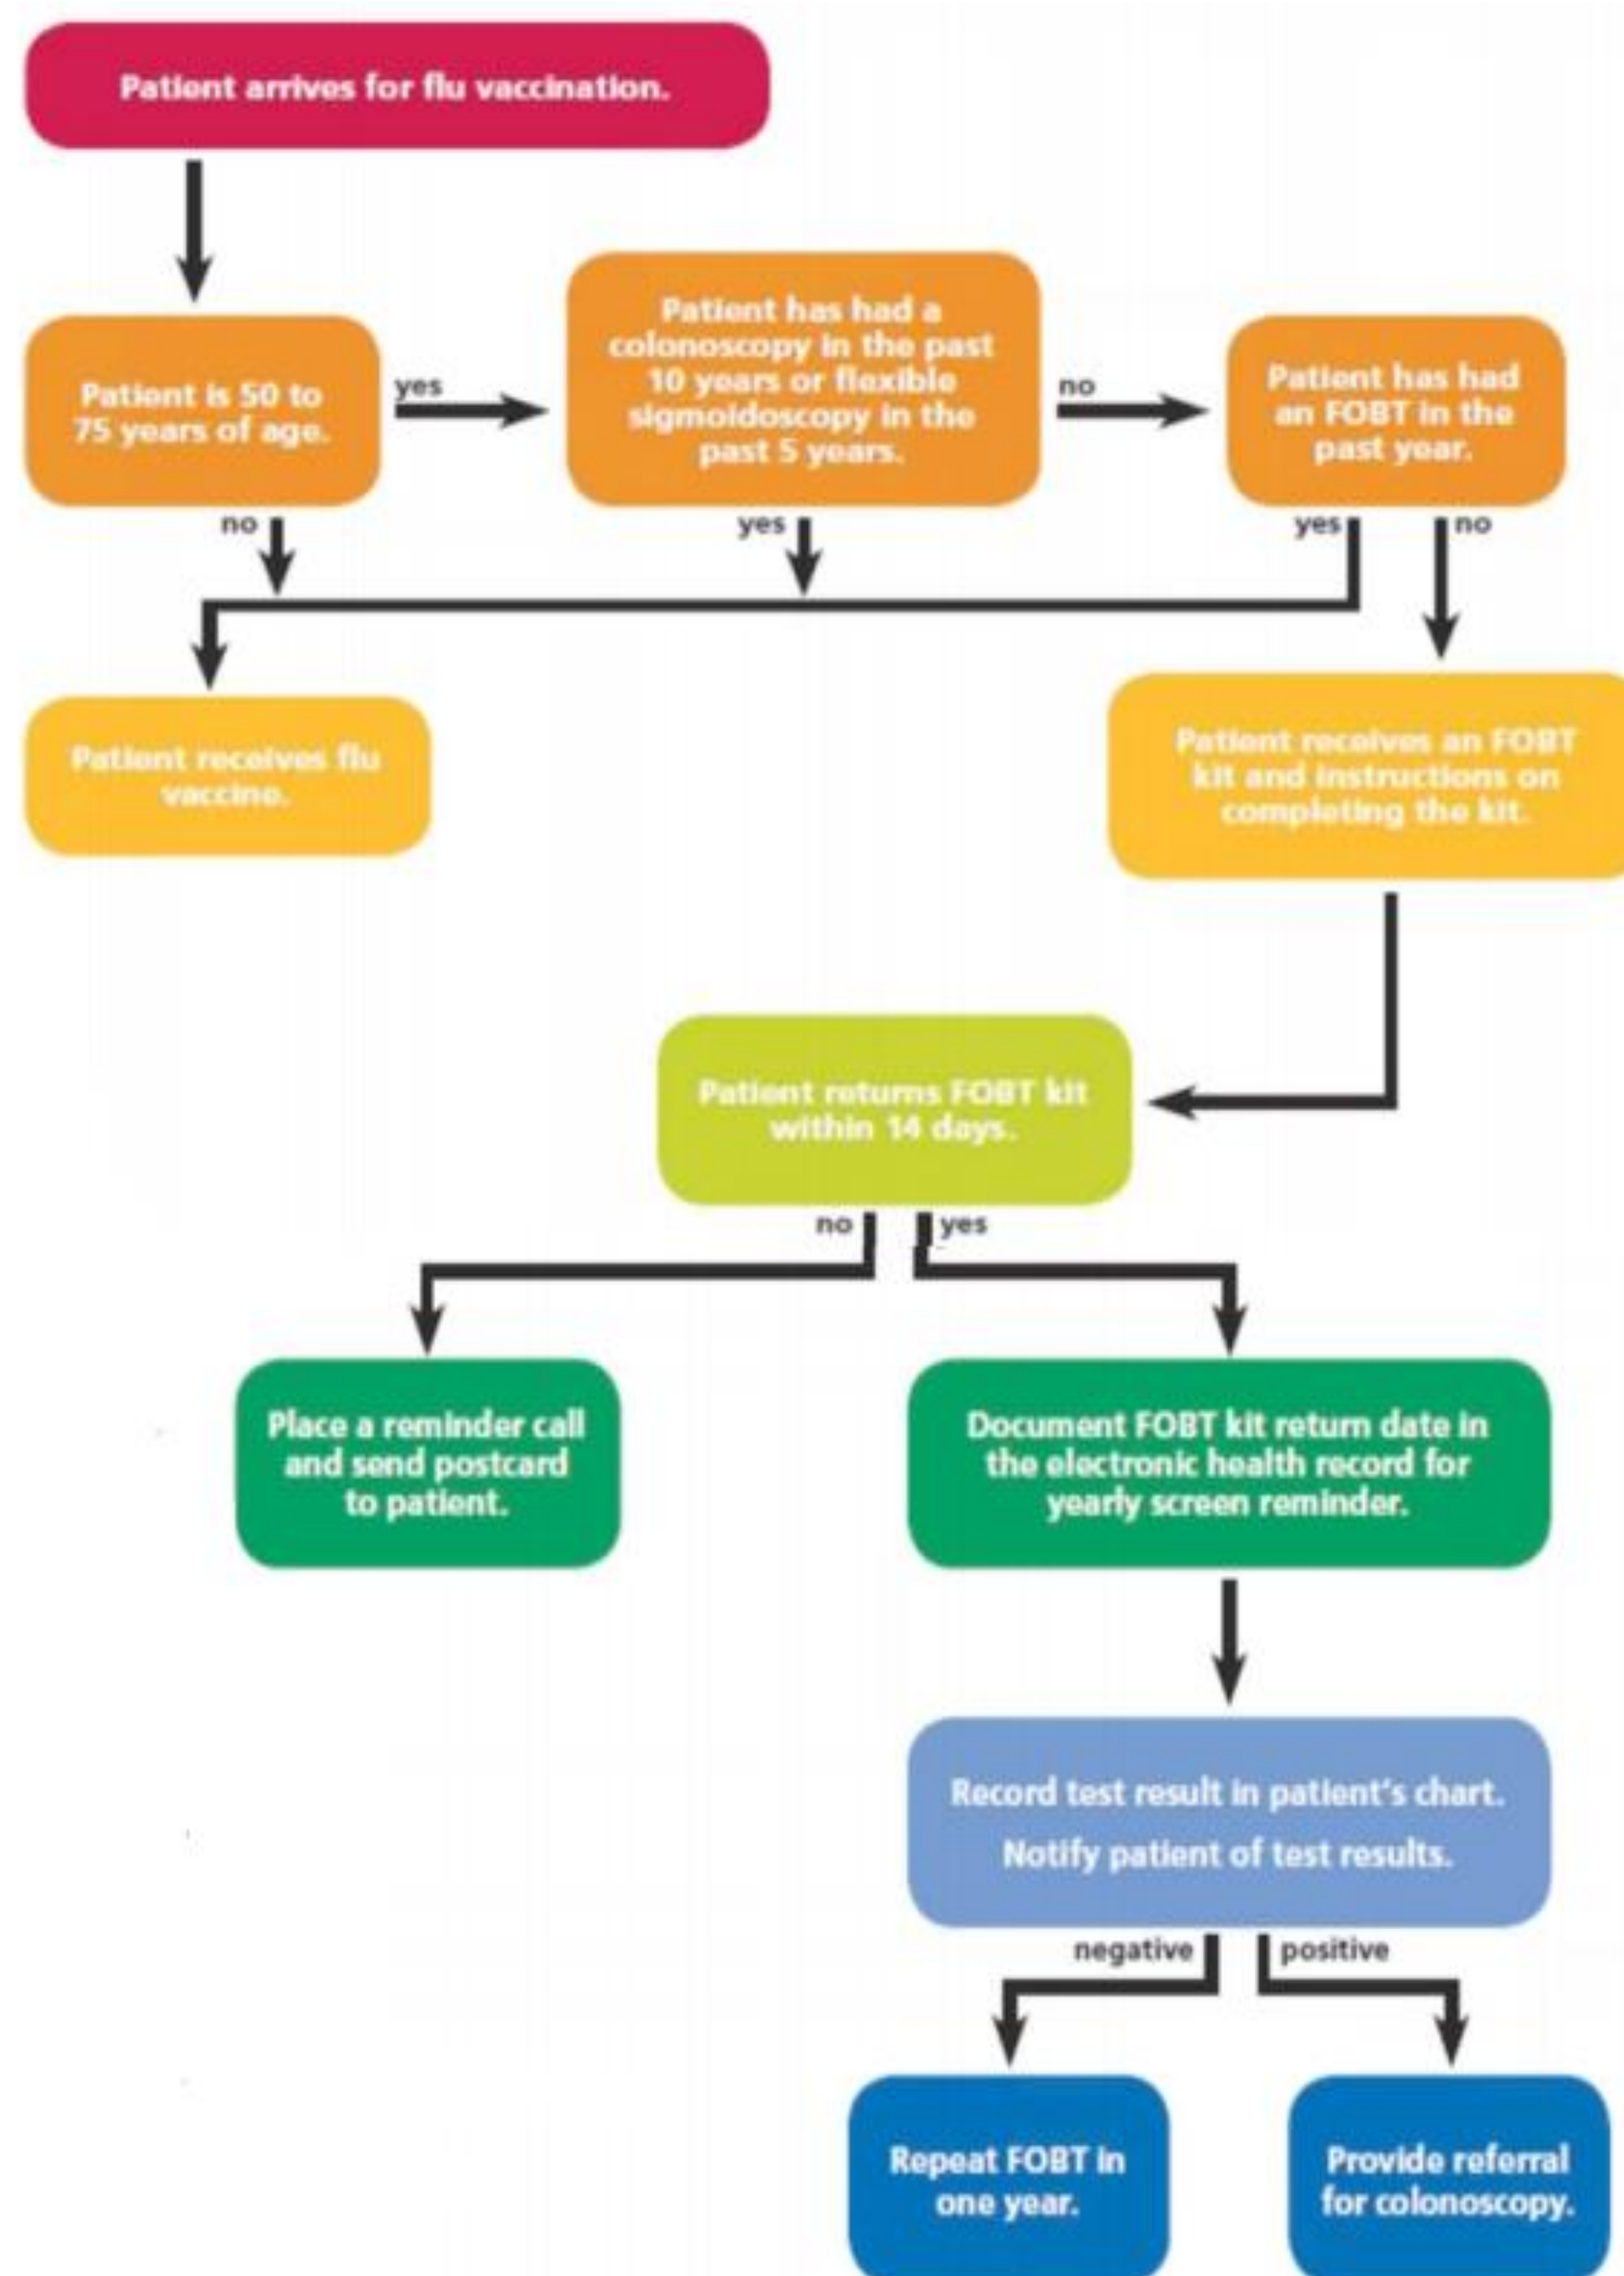 Patient arrives for flu vaccination.
Patient is 50 to
75 years of age.
yes
Patient has had a
colonoscopy in the past
10 years or flexible
sigmoidoscopy in the
past 5 years.
no
Patient has had
an FOBT in the
past year.
no
yes
yes
no
Patient receives flu
vaccine.
Patient receives an FOBT
kit and instructions on
completing the kit.
Patient returns FOBT kit
within 14 days.
no
yes
Place a reminder call
and send postcard
to patient.
Document FOBT kit return date in
the electronic health record for
yearly screen reminder.
Record test result in patient's chart.
Notify patient of test results.
negative
positive
Repeat FOBT in
one year.
Provide referral
for colonoscopy.